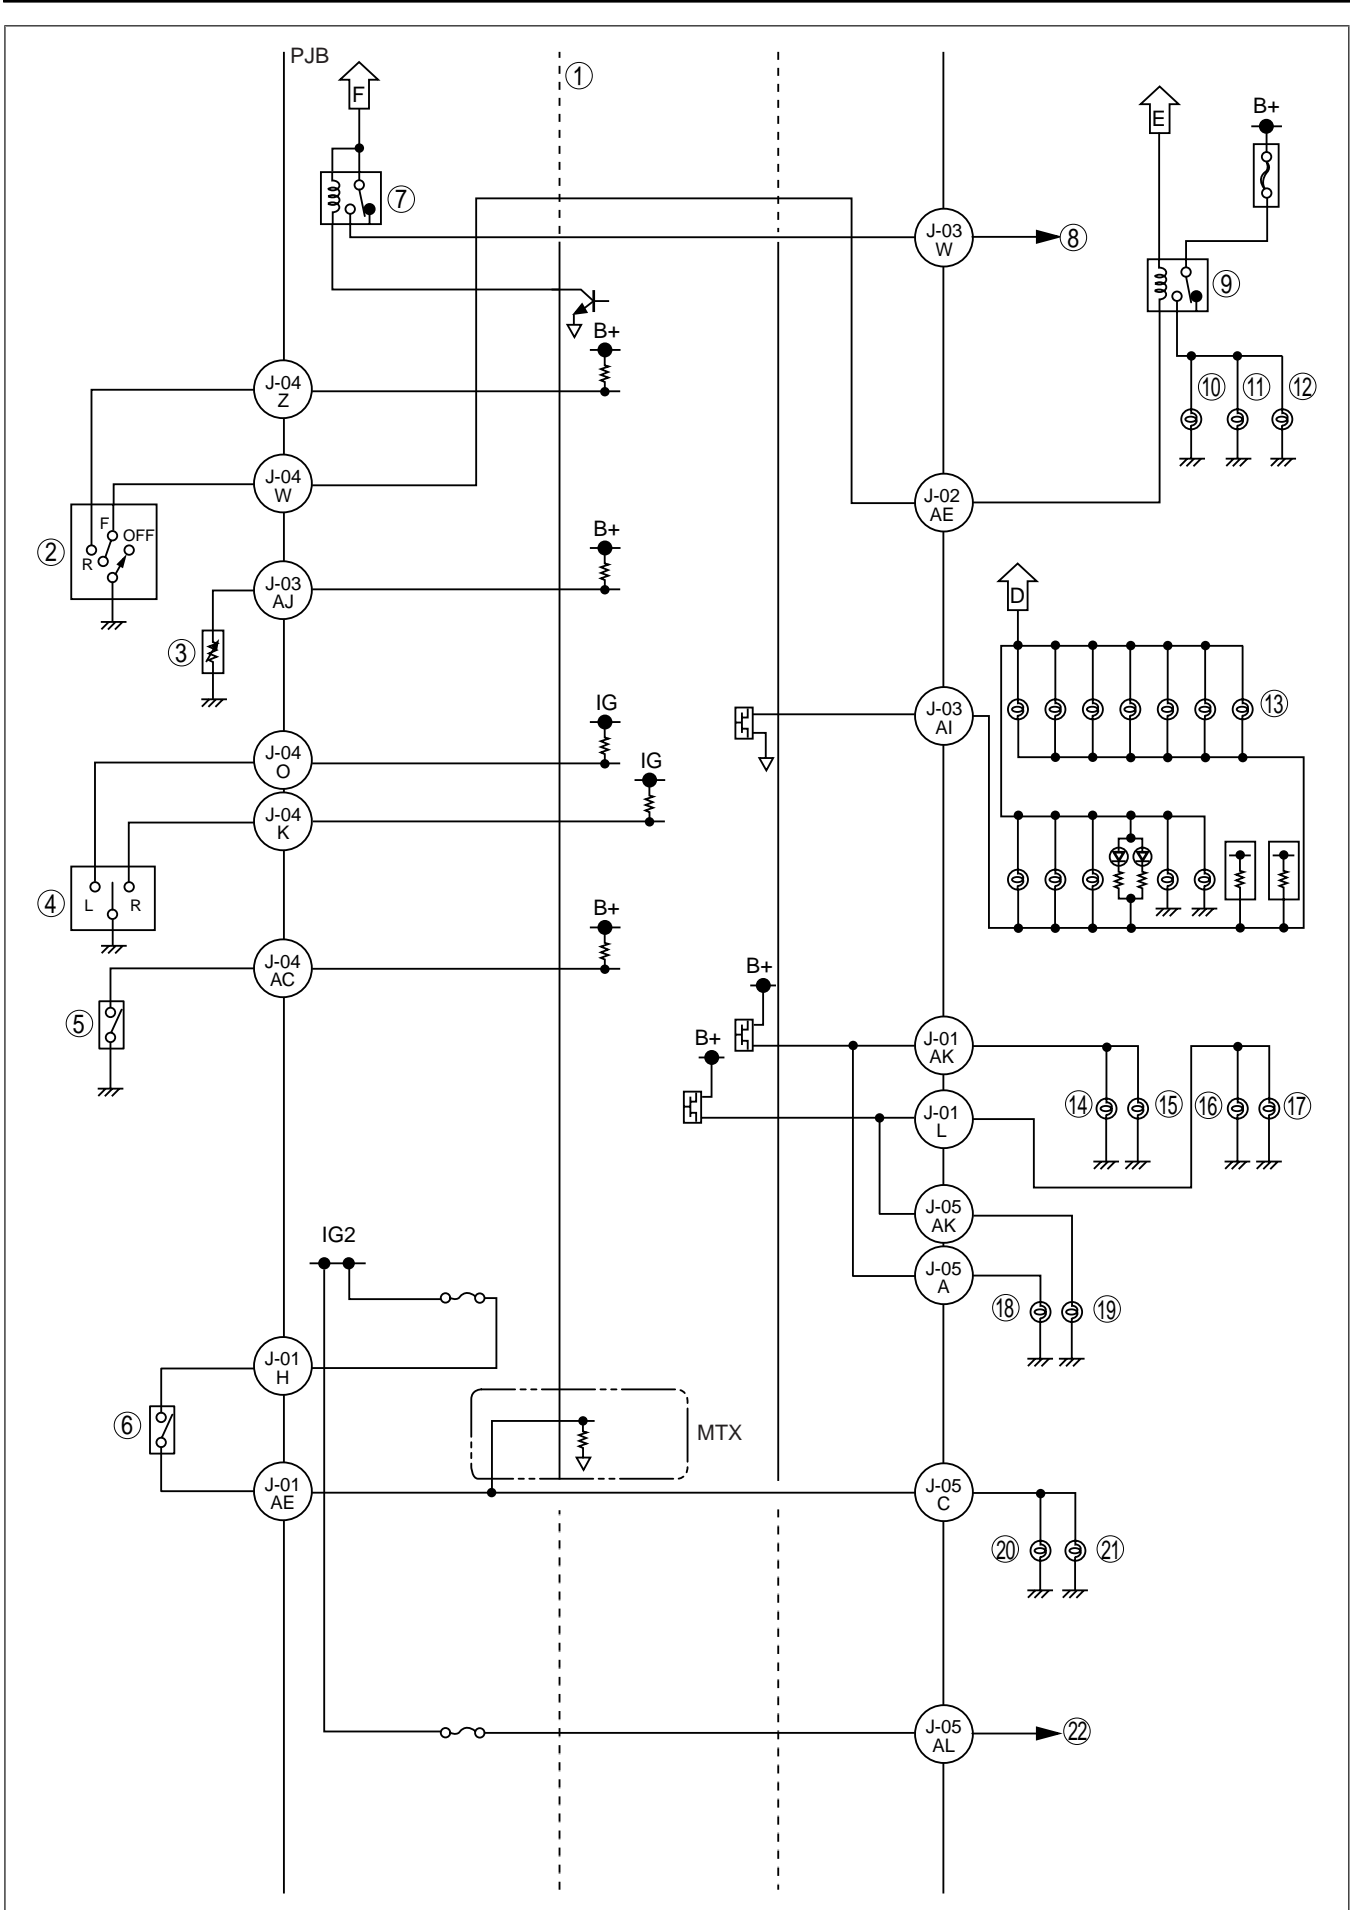 PJB
①
F
E
B+
⑦
J-03
W
⑧
⑨
B+
J-04
Z
⑩ ⑪ ⑫
J-04
W
J-02
AE
②
F
OFF
R
B+
J-03
AJ
D
③
IG
J-03
AI
⑬
J-04
O
IG
J-04
K
④
L
R
B+
J-04
AC
B+
⑤
B+
J-01
AK
⑭ ⑮ ⑯ ⑰
J-01
L
J-05
AK
IG2
J-05
A
⑱ ⑲
J-01
H
⑥
MTX
J-01
AE
J-05
C
⑳ ㉑
J-05
AL
㉒